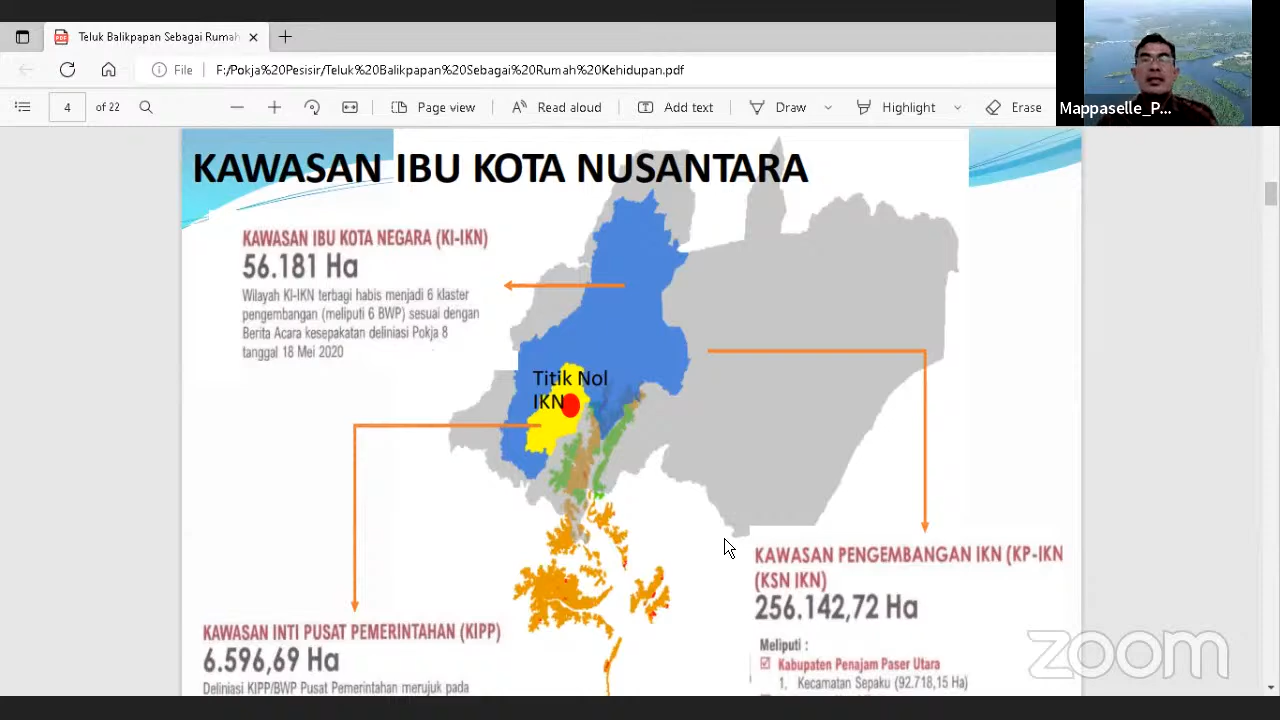 Teluk Balikpapan Sebagai Rumah
File F:/Pokja%20Pesisir/Teluk%20Balikpapan%20Sebagai%20Rumah%20Kehidupan.pdf
4 of 22 Page view Read aloud Add text Draw Highlight Erase
Mappaselle_P...
KAWASAN IBU KOTA NUSANTARA
KAWASAN IBU KOTA NEGARA (KI-IKN)
56.181 Ha
Wilayah KI-IKN terbagi habis menjadi 6 klaster
pengembangan (meliputi 6 BWP) sesuai dengan
Berita Acara kesepakatan deliniasi Pokja 8
tanggal 18 Mei 2020
Titik Nol
IKN
KAWASAN INTI PUSAT PEMERINTAHAN (KIPP)
6.596,69 Ha
Deliniasi KIPP/BWP Pusat Pemerintahan merujuk pada
KAWASAN PENGEMBANGAN IKN (KP-IKN
(KSN IKN)
256.142,72 Ha
Meliputi :
Kabupaten Penajam Paser Utara
1. Kecamatan Sepaku (92.718,15 Ha)
zoom